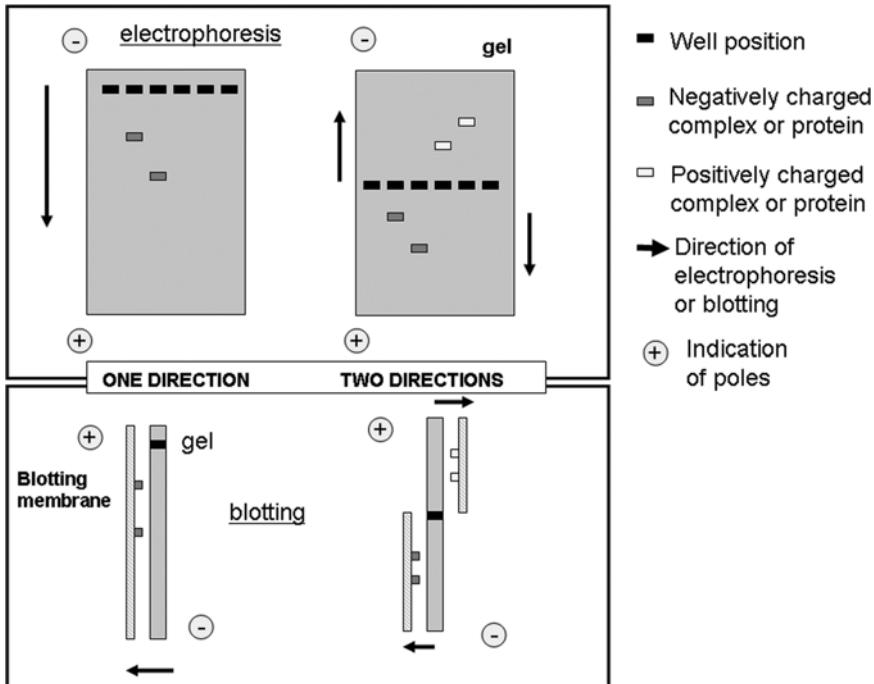 -
electrophoresis
-
gel
+
+
ONE DIRECTION
TWO DIRECTIONS
+
gel
+
Blotting
membrane
blotting
-
-
Well position
Negatively charged
complex or protein
Positively charged
complex or protein
Direction of
electrophoresis
or blotting
+
Indication
of poles